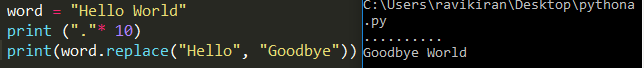 word = "Hello World"
print ("."* 10)
print(word.replace("Hello", "Goodbye"))
C:\Users\ravikiran\Desktop\pythona
.py
..........
Goodbye World